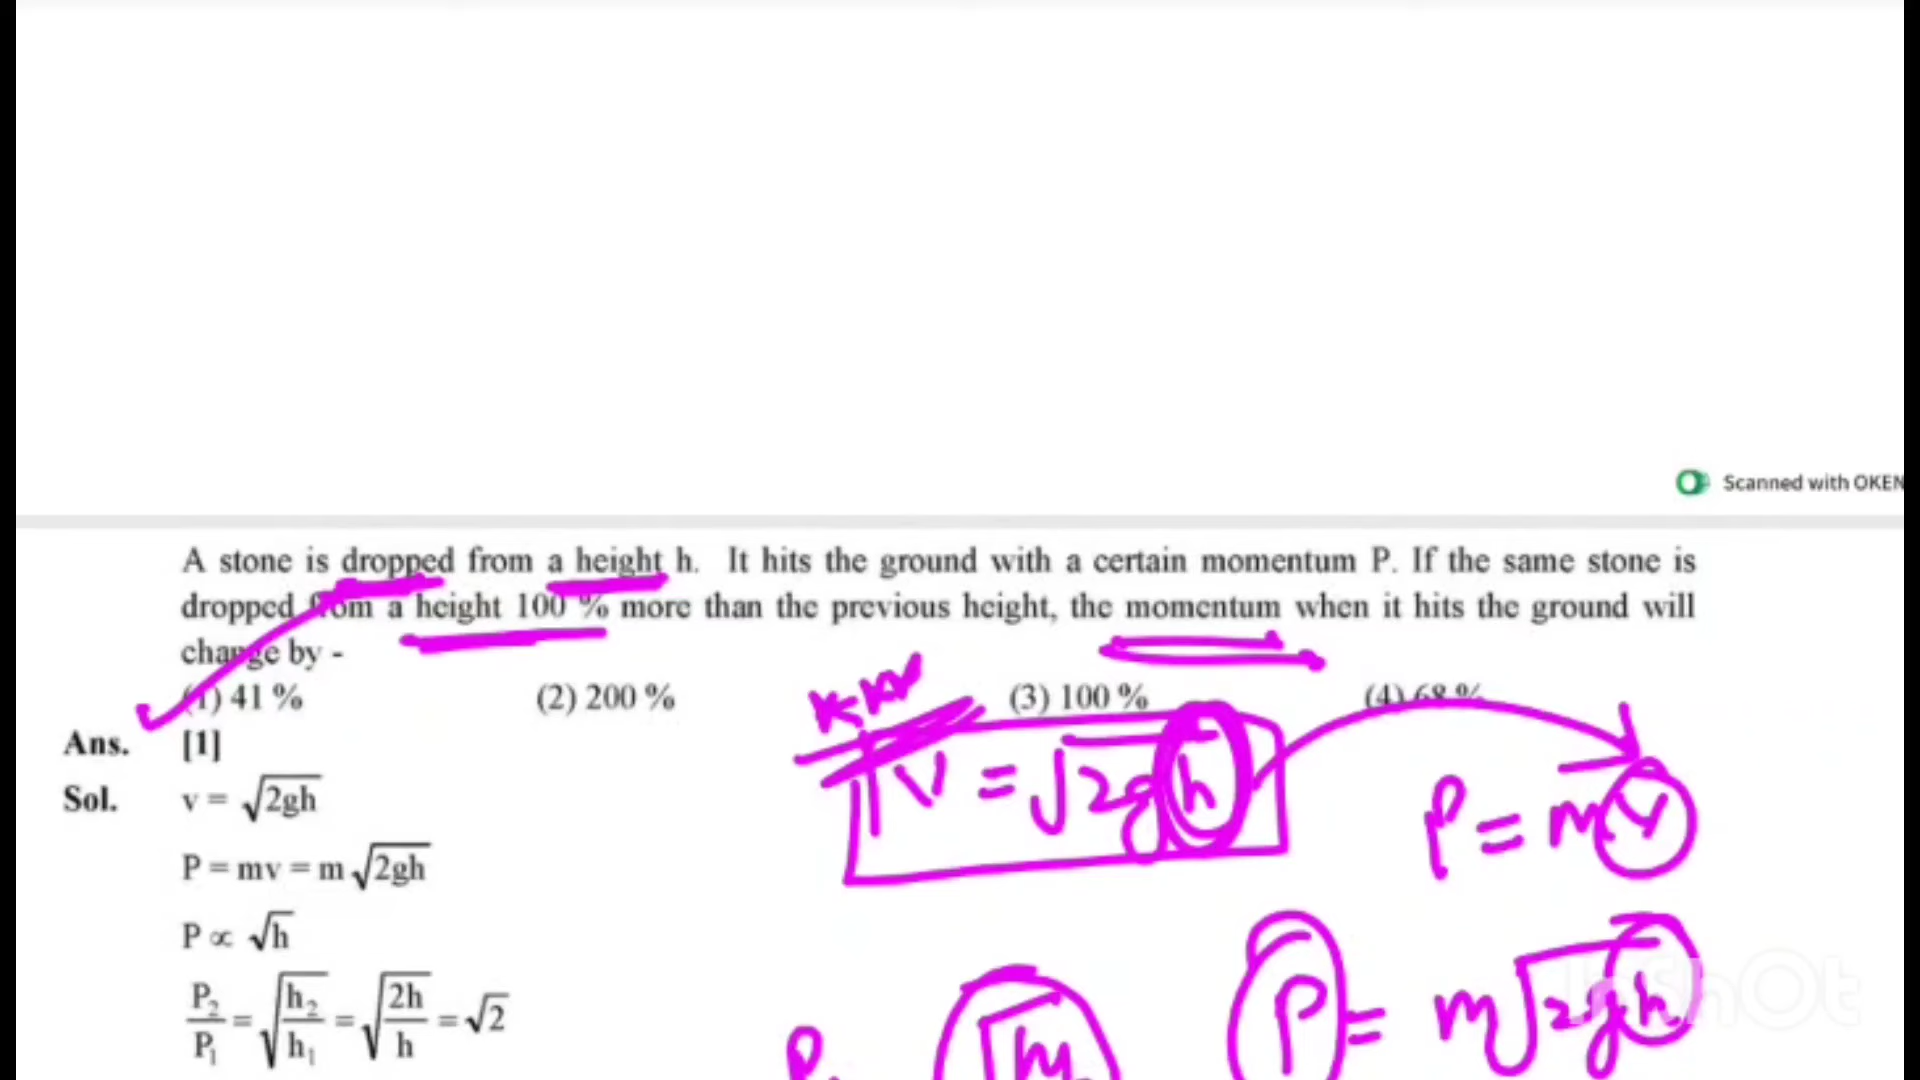 Scanned with OKEN
A stone is dropped from a height h. It hits the ground with a certain momentum P. If the same stone is
dropped from a height 100 % more than the previous height, the momentum when it hits the ground will
change by -
(1) 41 % (2) 200 % (3) 100 % (4) 68 %
Ans. [1]
Sol. v = √2gh
V = √2gh
P = mv
P = mv = m √2gh
P ∝ √h
P = m√2gh
P₂/P₁ = √h₂/h₁ = √2h/h = √2
InShOt